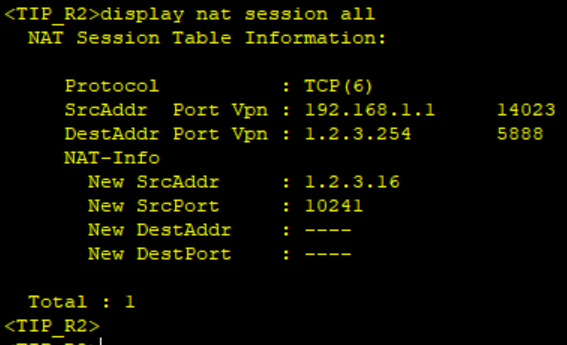 <TIP_R2>display nat session all
NAT Session Table Information:
Protocol : TCP(6)
SrcAddr Port Vpn : 192.168.1.1 14023
DestAddr Port Vpn : 1.2.3.254 5888
NAT-Info
New SrcAddr : 1.2.3.16
New SrcPort : 10241
New DestAddr : ----
New DestPort : ----
Total : 1
<TIP_R2>